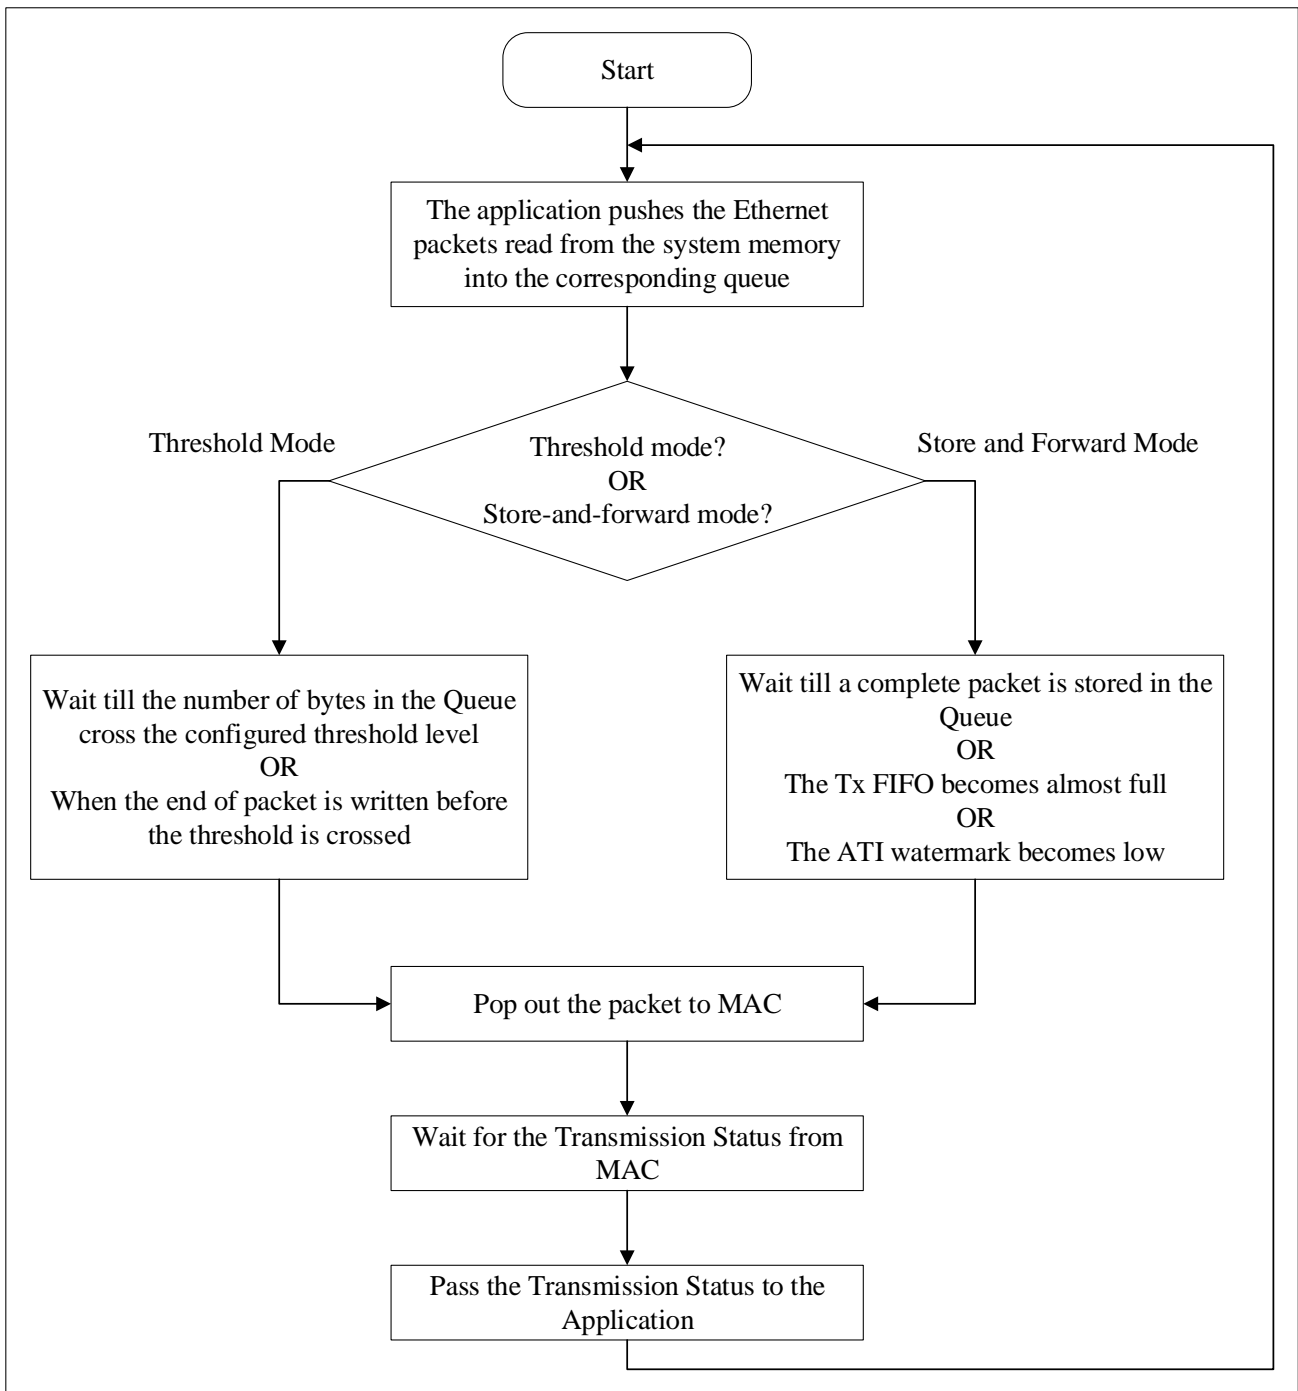 Start
The application pushes the Ethernet
packets read from the system memory
into the corresponding queue
Threshold Mode
Threshold mode?
OR
Store-and-forward mode?
Store and Forward Mode
Wait till the number of bytes in the Queue
cross the configured threshold level
OR
When the end of packet is written before
the threshold is crossed
Wait till a complete packet is stored in the
Queue
OR
The Tx FIFO becomes almost full
OR
The ATI watermark becomes low
Pop out the packet to MAC
Wait for the Transmission Status from
MAC
Pass the Transmission Status to the
Application